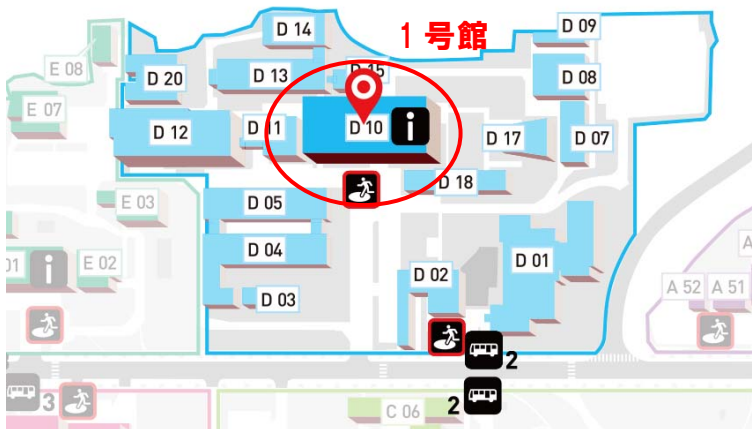 D 14
1 号館
D 09
E 08
D 20
D 13
D 15
D 08
E 07
D 12
D 11
D 10
i
D 17
D 07
D 18
E 03
D 05
D 04
D 02
D 01
01
i
E 02
D 03
A 52
A 51
A
2
3
C 06
2